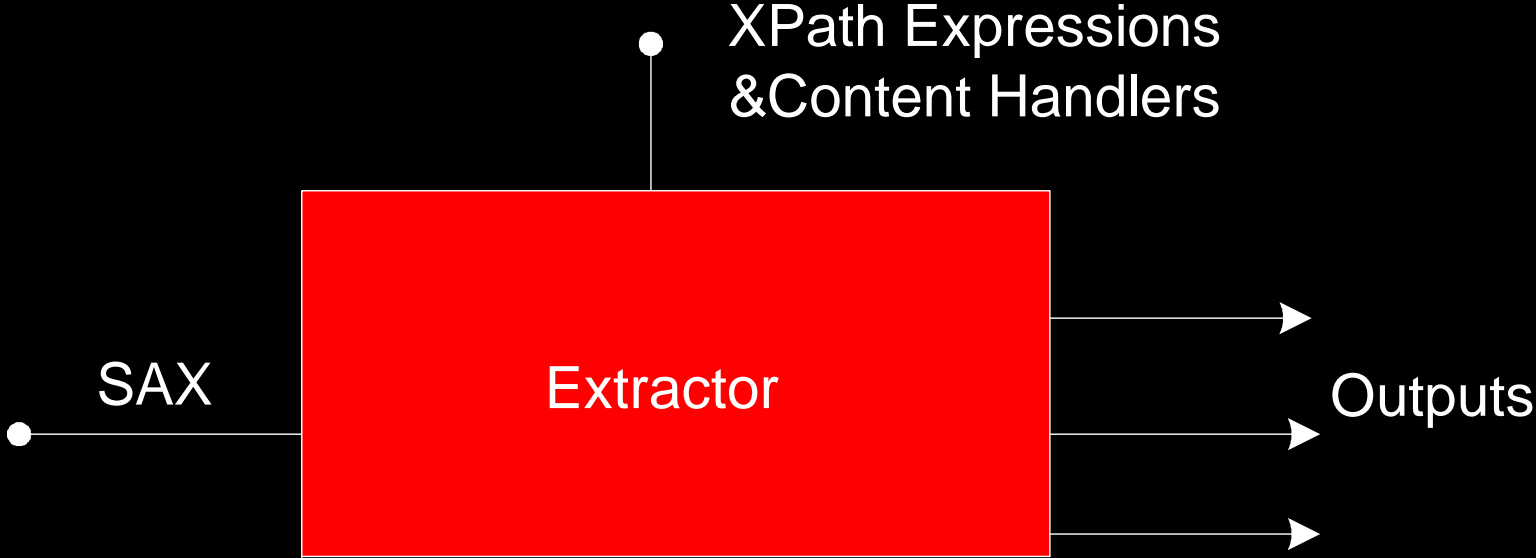 XPath Expressions
&Content Handlers
SAX
Extractor
Outputs